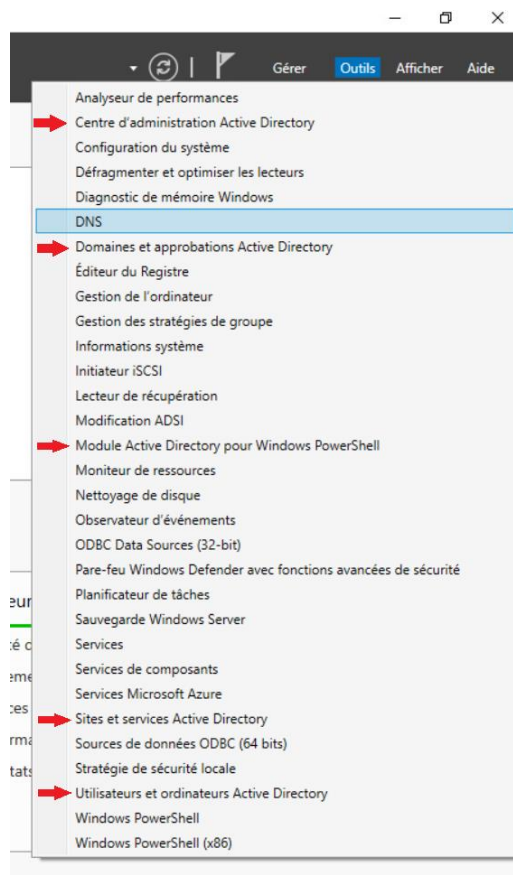 Gérer Outils Afficher Aide
Analyseur de performances
Centre d'administration Active Directory
Configuration du système
Défragmenter et optimiser les lecteurs
Diagnostic de mémoire Windows
DNS
Domaines et approbations Active Directory
Éditeur du Registre
Gestion de l'ordinateur
Gestion des stratégies de groupe
Informations système
Initiateur iSCSI
Lecteur de récupération
Modification ADSI
Module Active Directory pour Windows PowerShell
Moniteur de ressources
Nettoyage de disque
Observateur d'événements
ODBC Data Sources (32-bit)
Pare-feu Windows Defender avec fonctions avancées de sécurité
Planificateur de tâches
Sauvegarde Windows Server
Services
Services de composants
Services Microsoft Azure
Sites et services Active Directory
Sources de données ODBC (64 bits)
Stratégie de sécurité locale
Utilisateurs et ordinateurs Active Directory
Windows PowerShell
Windows PowerShell (x86)